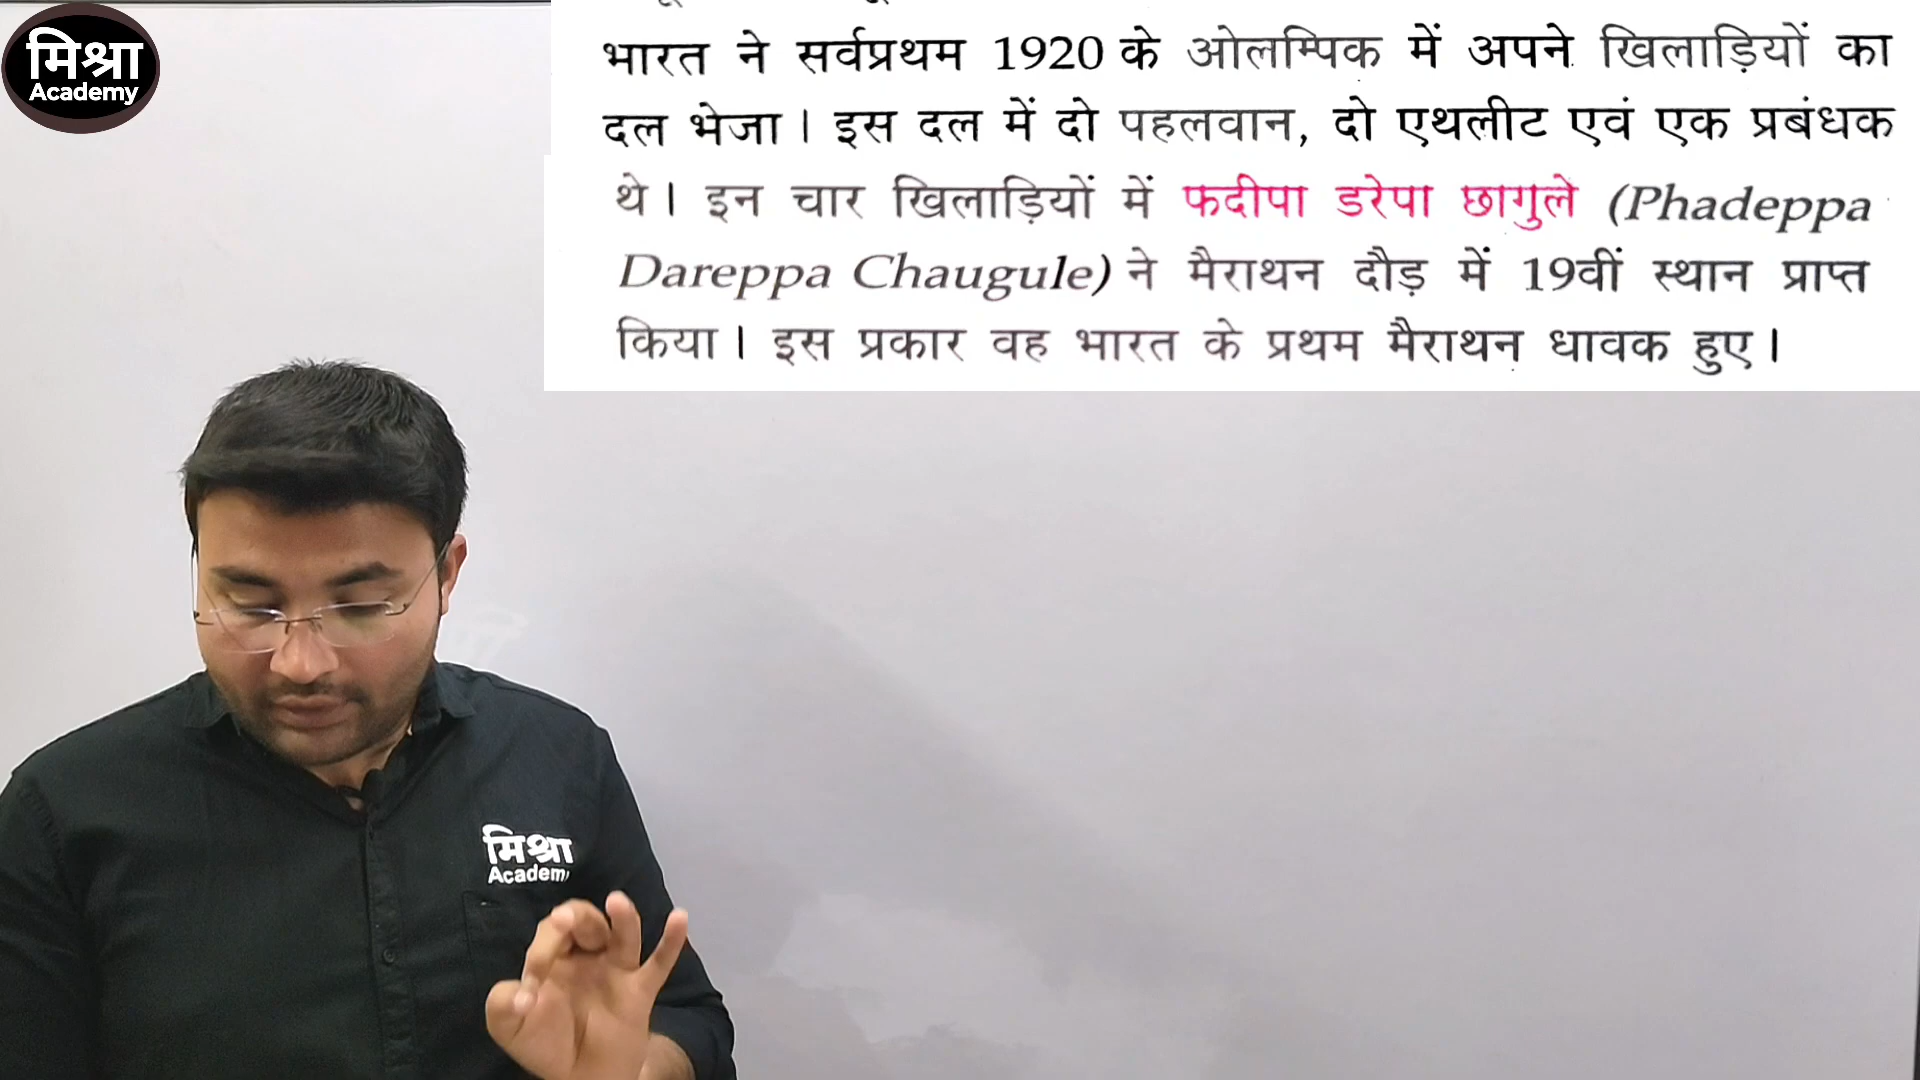 मिश्रा
Academy
भारत ने सर्वप्रथम 1920 के ओलम्पिक में अपने खिलाड़ियों का
दल भेजा। इस दल में दो पहलवान, दो एथलीट एवं एक प्रबंधक
थे। इन चार खिलाड़ियों में फदीपा डरेपा छागुले (Phadeppa
Dareppa Chaugule) ने मैराथन दौड़ में 19वीं स्थान प्राप्त
किया। इस प्रकार वह भारत के प्रथम मैराथन धावक हुए।
मिश्रा
Academy